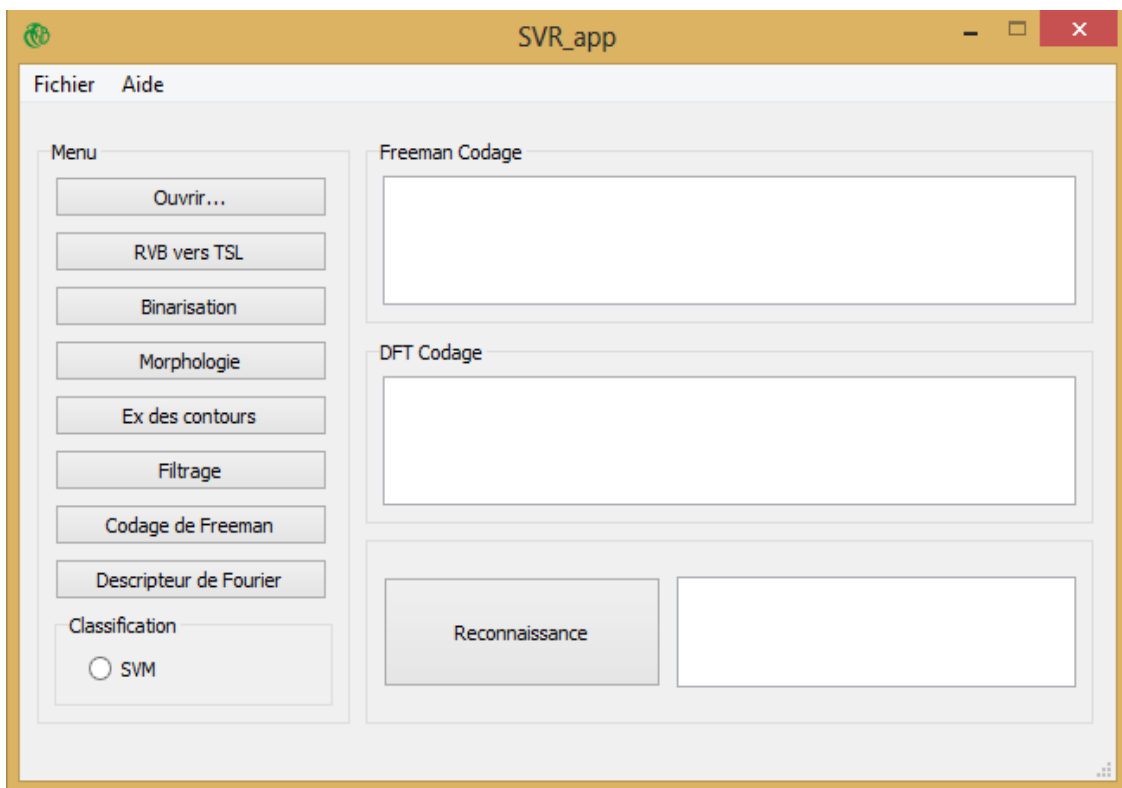 SVR_app
Fichier Aide
Menu
Ouvrir...
RVB vers TSL
Binarisation
Morphologie
Ex des contours
Filtrage
Codage de Freeman
Descripteur de Fourier
Classification
SVM
Freeman Codage
DFT Codage
Reconnaissance